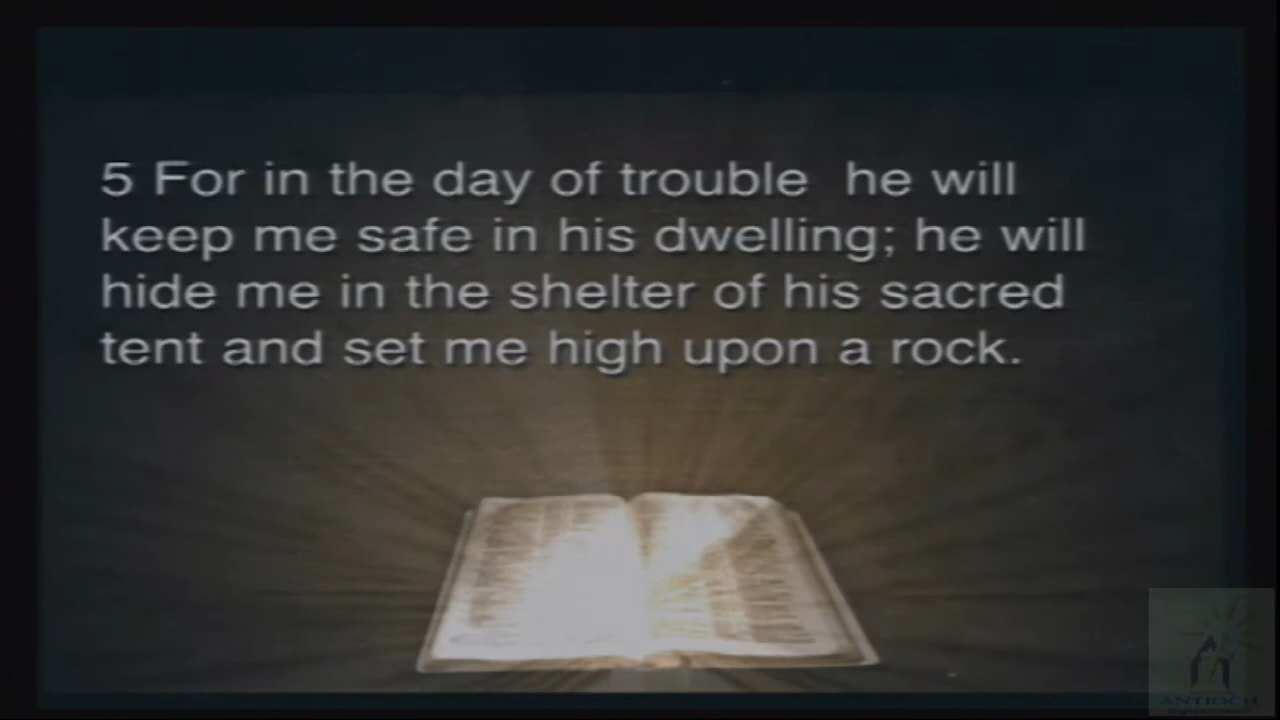 5 For in the day of trouble he will
keep me safe in his dwelling; he will
hide me in the shelter of his sacred
tent and set me high upon a rock.
ANTIOCH